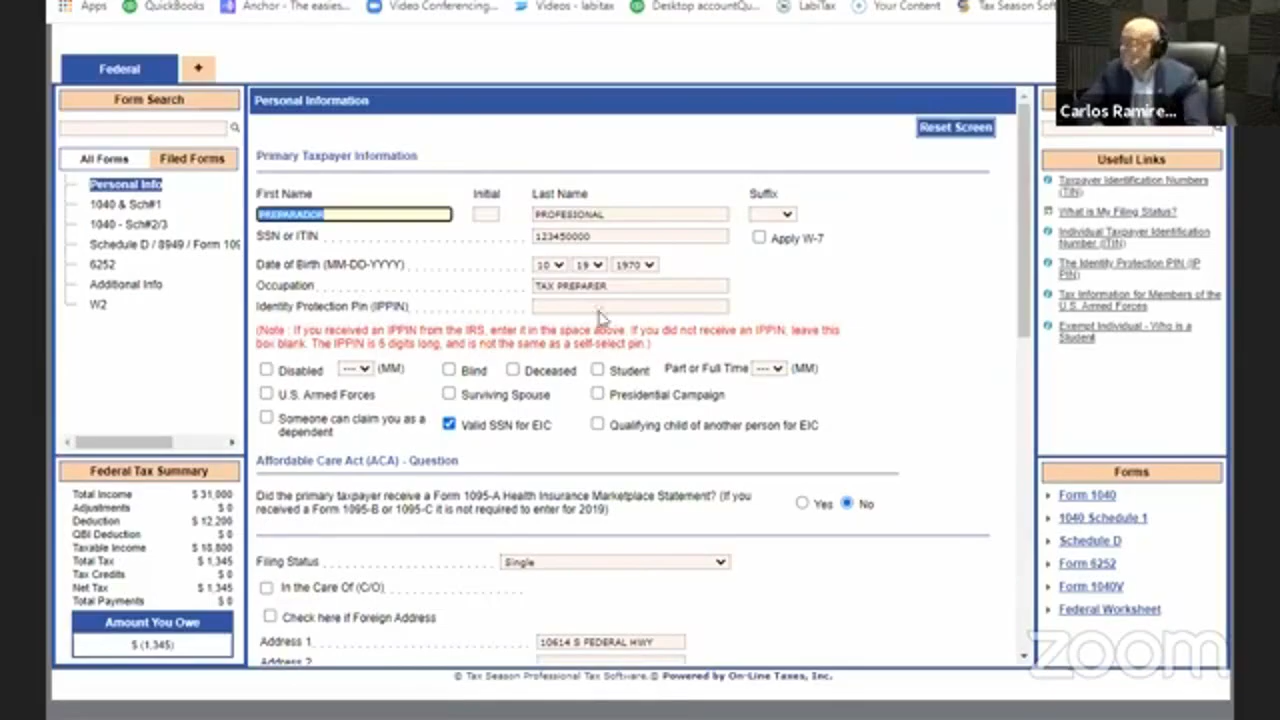 Apps QuickBooks Anchor - The easies... Video Conferencing... Videos - labitax Desktop accountQu... LabiTax Your Content Tax Season Soft
Carlos Ramire...
Federal +
Form Search
All Forms Filed Forms
Personal Info
1040 & Sch#1
1040 - Sch#2/3
Schedule D / 8949 / Form 109
6252
Additional Info
W2
Federal Tax Summary
Total Income $ 31,000
Adjustments $ 0
Deduction $ 12,200
QBI Deduction $ 0
Taxable Income $ 18,800
Total Tax $ 1,345
Tax Credits $ 0
Net Tax $ 1,345
Total Payments $ 0
Amount You Owe
$ (1,345)
Personal Information
Reset Screen
Primary Taxpayer Information
First Name Initial Last Name Suffix
PREPARADOR PROFESIONAL
SSN or ITIN 123450000 Apply W-7
Date of Birth (MM-DD-YYYY) 10 19 1970
Occupation TAX PREPARER
Identity Protection Pin (IPPIN)
(Note : If you received an IPPIN from the IRS, enter it in the space above. If you did not receive an IPPIN, leave this
box blank. The IPPIN is 6 digits long, and is not the same as a self-select pin.)
Disabled --- (MM) Blind Deceased Student Part or Full Time --- (MM)
U.S. Armed Forces Surviving Spouse Presidential Campaign
Someone can claim you as a
dependent Valid SSN for EIC Qualifying child of another person for EIC
Affordable Care Act (ACA) - Question
Did the primary taxpayer receive a Form 1095-A Health Insurance Marketplace Statement? (If you
received a Form 1095-B or 1095-C it is not required to enter for 2019) Yes No
Filing Status Single
In the Care Of (C/O)
Check here if Foreign Address
Address 1 10614 S FEDERAL HWY
Address 2
Useful Links
Taxpayer Identification Numbers
(TIN)
What is My Filing Status?
Individual Taxpayer Identification
Number (ITIN)
The Identity Protection PIN (IP
PIN)
Tax Information for Members of the
U.S. Armed Forces
Exempt Individual - Who is a
Student
Forms
Form 1040
1040 Schedule 1
Schedule D
Form 6252
Form 1040V
Federal Worksheet
zoom
© Tax Season Professional Tax Software.© Powered by On-Line Taxes, Inc.